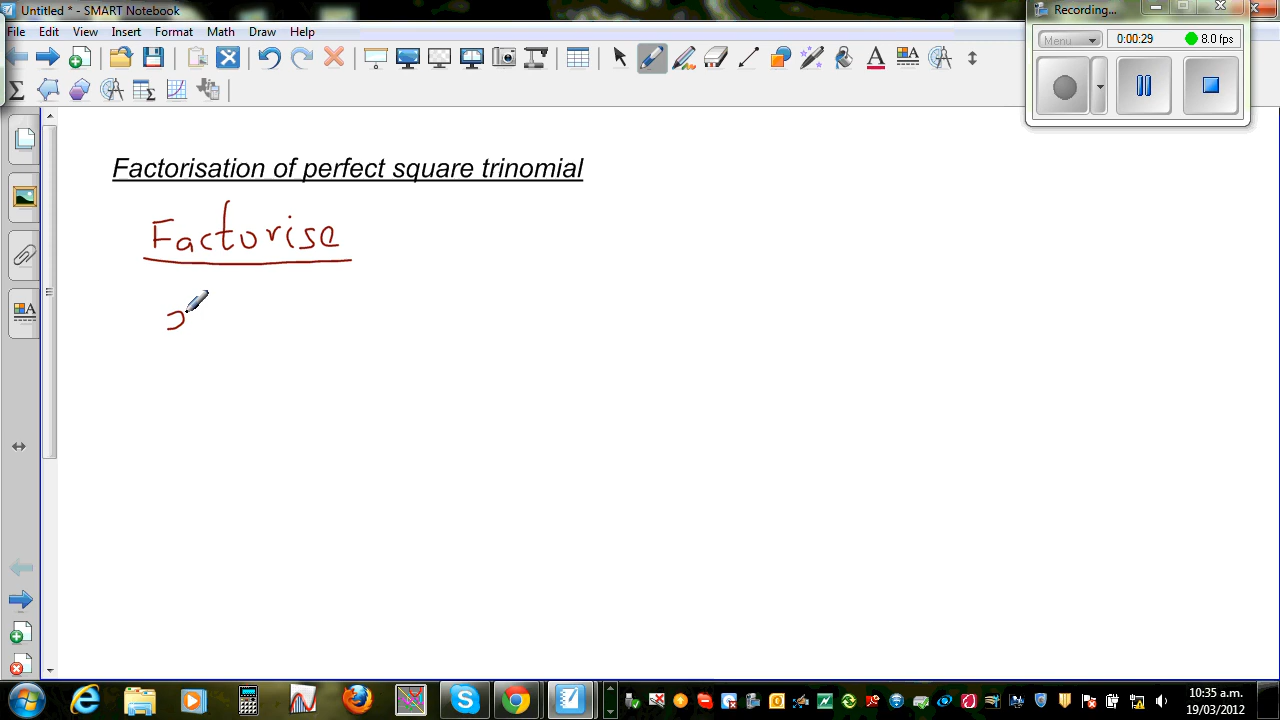 Untitled * - SMART Notebook
Recording...
File Edit View Insert Format Math Draw Help
Menu
0:00:29
8.0 fps
Factorisation of perfect square trinomial
Factorise
10:35 a.m.
19/03/2012